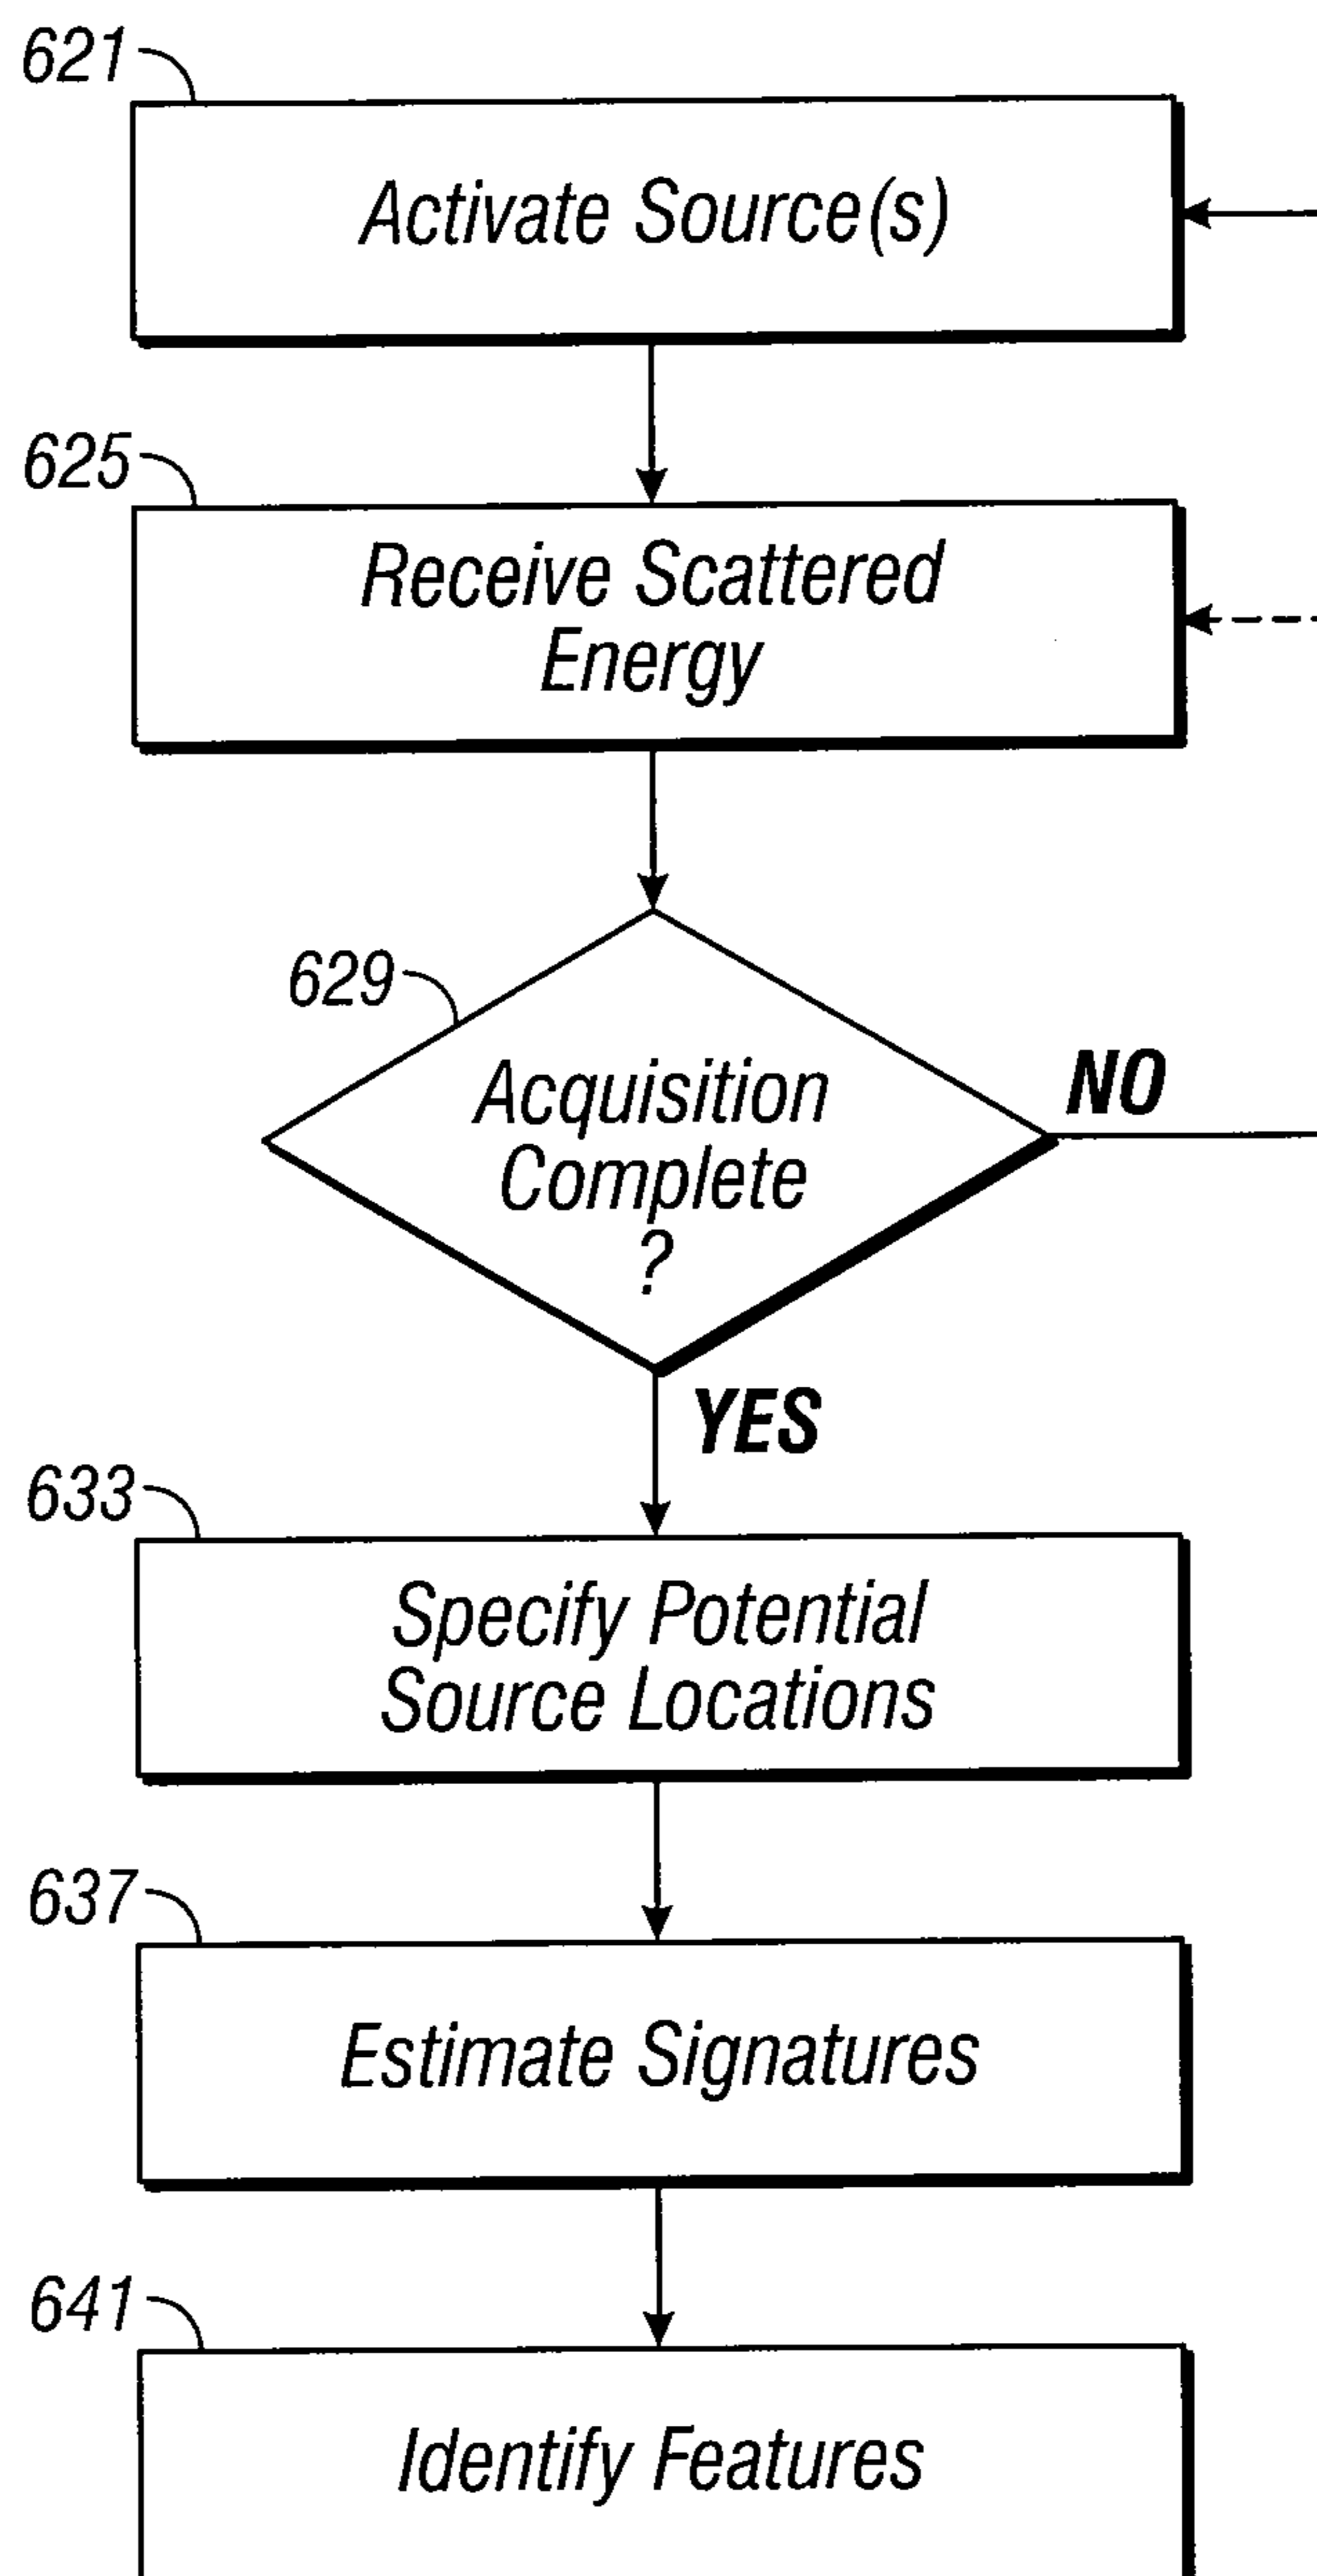 621
Activate Source(s)
625
Receive Scattered
Energy
629
Acquisition
Complete
?
NO
YES
633
Specify Potential
Source Locations
637
Estimate Signatures
641
Identify Features